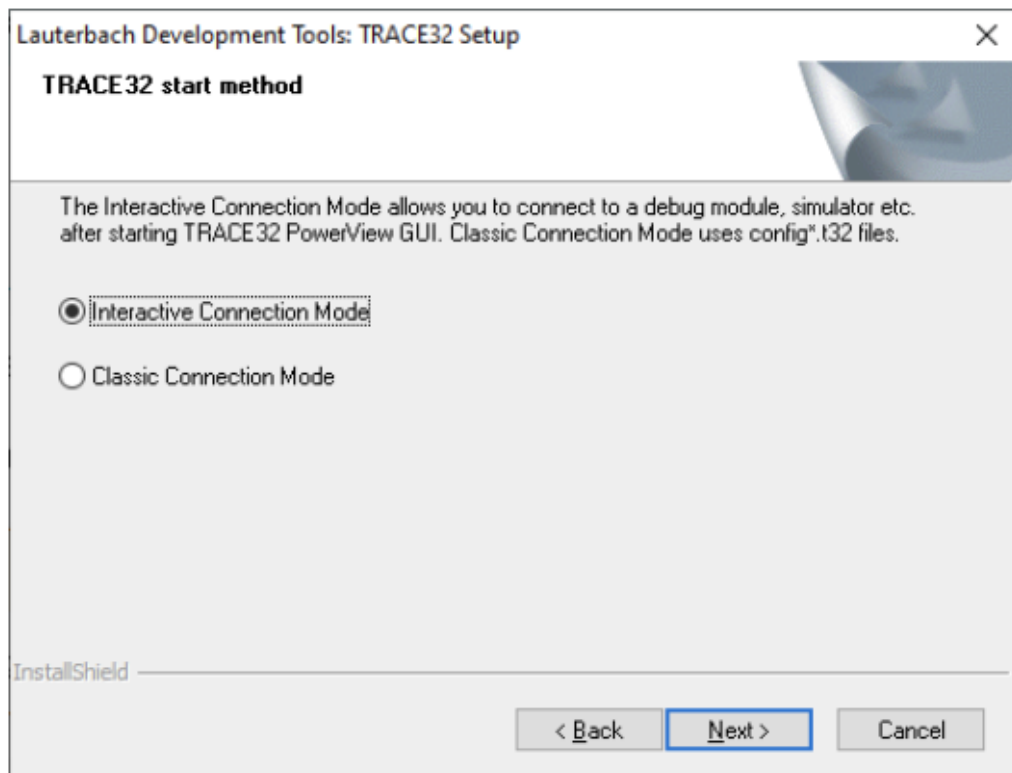 Lauterbach Development Tools: TRACE32 Setup
TRACE32 start method
The Interactive Connection Mode allows you to connect to a debug module, simulator etc.
after starting TRACE32 PowerView GUI. Classic Connection Mode uses config*.t32 files.
Interactive Connection Mode
Classic Connection Mode
InstallShield
< Back Next > Cancel